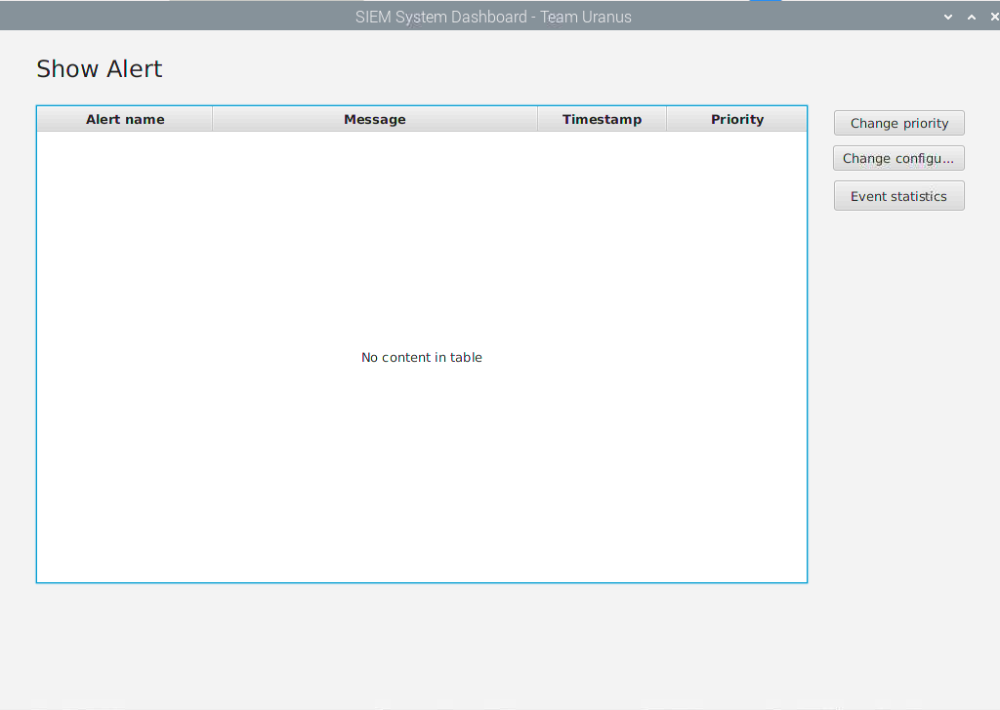 SIEM System Dashboard - Team Uranus
Show Alert
Alert name Message Timestamp Priority
Change priority
Change configu...
Event statistics
No content in table